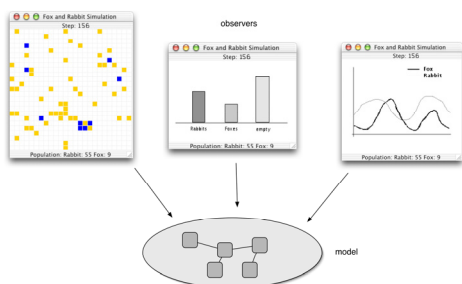 observers
Fox and Rabbit Simulation
Step: 156
Population: Rabbit: 55 Fox: 9
Fox and Rabbit Simulation
Step: 156
Rabbits
Foxes
empty
Population: Rabbit: 55 Fox: 9
Fox and Rabbit Simulation
Step: 156
Fox
Rabbit
Population: Rabbit: 55 Fox: 9
model